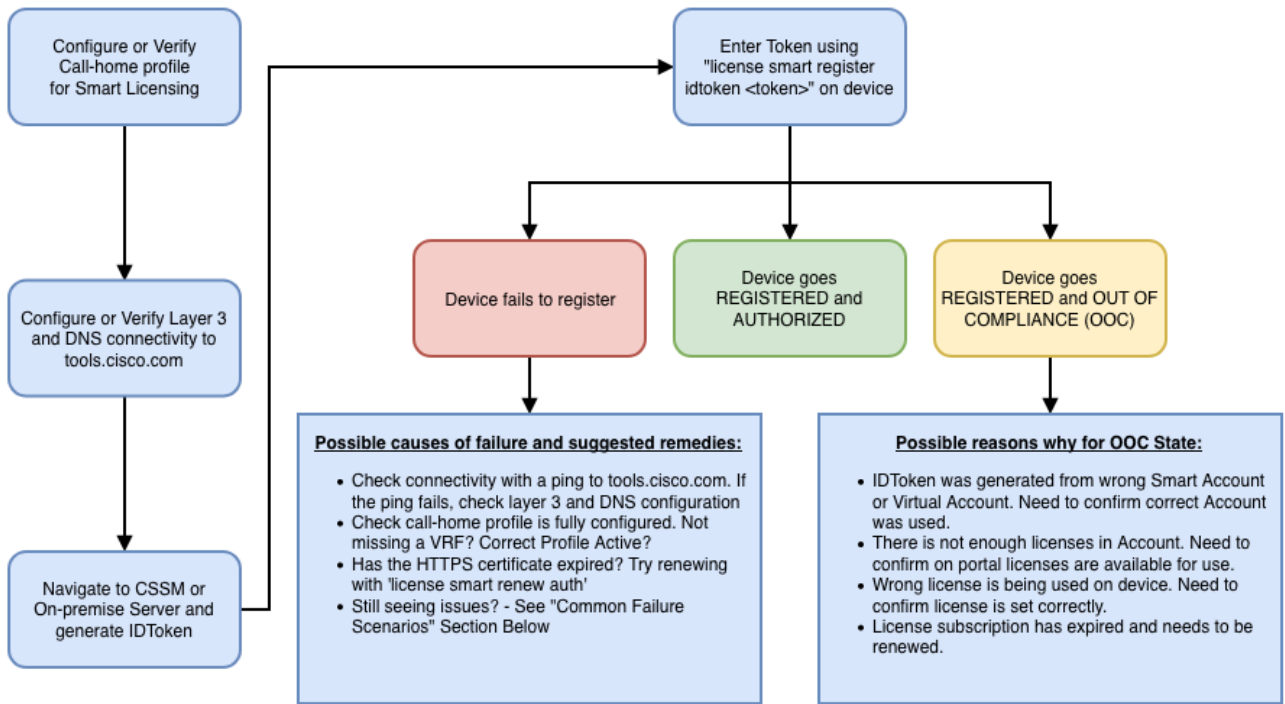 Configure or Verify
Call-home profile
for Smart Licensing
Configure or Verify Layer 3
and DNS connectivity to
tools.cisco.com
Navigate to CSSM or
On-premise Server and
generate IDToken
Enter Token using
"license smart register
idtoken <token>" on device
Device fails to register
Device goes
REGISTERED and
AUTHORIZED
Device goes
REGISTERED and OUT OF
COMPLIANCE (OOC)
Possible causes of failure and suggested remedies:
• Check connectivity with a ping to tools.cisco.com. If
the ping fails, check layer 3 and DNS configuration
• Check call-home profile is fully configured. Not
missing a VRF? Correct Profile Active?
• Has the HTTPS certificate expired? Try renewing
with 'license smart renew auth'
• Still seeing issues? - See "Common Failure
Scenarios" Section Below
Possible reasons why for OOC State:
• IDToken was generated from wrong Smart Account
or Virtual Account. Need to confirm correct Account
was used.
• There is not enough licenses in Account. Need to
confirm on portal licenses are available for use.
• Wrong license is being used on device. Need to
confirm license is set correctly.
• License subscription has expired and needs to be
renewed.